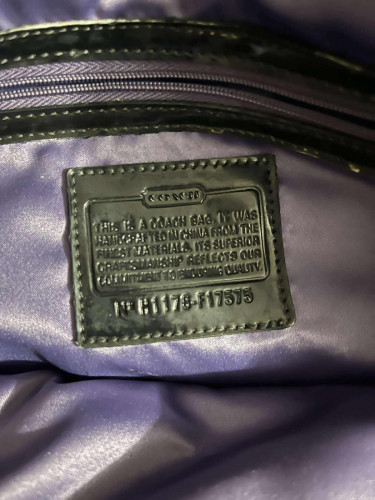 COACH
THIS IS A COACH BAG. IT WAS
HANDCRAFTED IN CHINA FROM THE
FINEST MATERIALS. ITS SUPERIOR
CRAFTSMANSHIP REFLECTS OUR
COMMITMENT TO ENDURING QUALITY.
Nº H1178-F17575